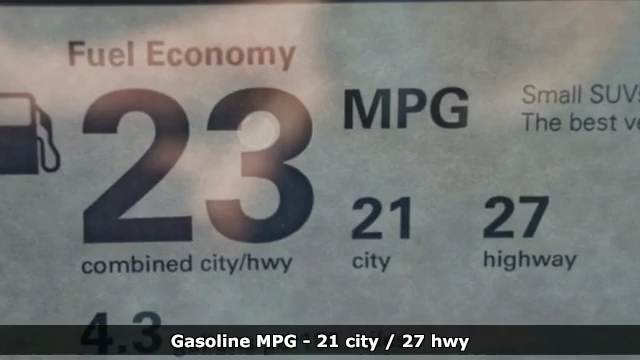 Fuel Economy
23 MPG
Small SUVs
The best
21 27
combined city/hwy city highway
4.3
Gasoline MPG - 21 city / 27 hwy